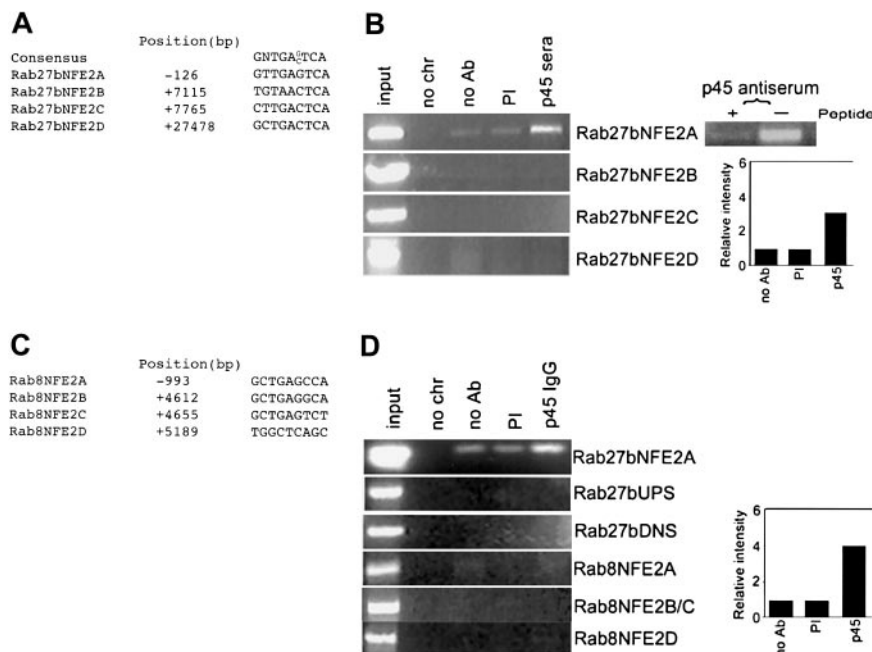 A
Position(bp)
Consensus GNTGA G/C TCA
Rab27bNFE2A −126 GTTGAGTCA
Rab27bNFE2B +7115 TGTAACTCA
Rab27bNFE2C +7765 CTTGACTCA
Rab27bNFE2D +27478 GCTGACTCA
B
input no chr no Ab PI p45 sera
Rab27bNFE2A
Rab27bNFE2B
Rab27bNFE2C
Rab27bNFE2D
p45 antiserum
+ − Peptide
Relative intensity
6
4
2
0
no Ab PI p45
C
Position(bp)
Rab8NFE2A −993 GCTGAGCCA
Rab8NFE2B +4612 GCTGAGGCA
Rab8NFE2C +4655 GCTGAGTCT
Rab8NFE2D +5189 TGGCTCAGC
D
input no chr no Ab PI p45 IgG
Rab27bNFE2A
Rab27bUPS
Rab27bDNS
Rab8NFE2A
Rab8NFE2B/C
Rab8NFE2D
Relative intensity
6
4
2
0
no Ab PI p45